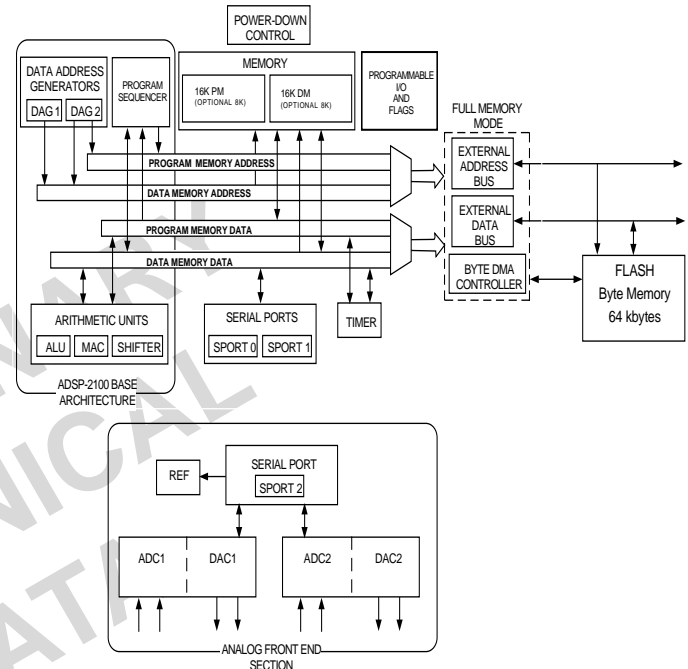 POWER-DOWN
CONTROL
DATA ADDRESS
GENERATORS
DAG 1
DAG 2
PROGRAM
SEQUENCER
MEMORY
16K PM
(OPTIONAL 8K)
16K DM
(OPTIONAL 8K)
PROGRAMMABLE
I/O
AND
FLAGS
FULL MEMORY
MODE
PROGRAM MEMORY ADDRESS
DATA MEMORY ADDRESS
PROGRAM MEMORY DATA
DATA MEMORY DATA
EXTERNAL
ADDRESS
BUS
EXTERNAL
DATA
BUS
BYTE DMA
CONTROLLER
FLASH
Byte Memory
64 kbytes
ARITHMETIC UNITS
ALU
MAC
SHIFTER
SERIAL PORTS
SPORT 0
SPORT 1
TIMER
ADSP-2100 BASE
ARCHITECTURE
SERIAL PORT
SPORT 2
REF
ADC1
DAC1
ADC2
DAC2
ANALOG FRONT END
SECTION